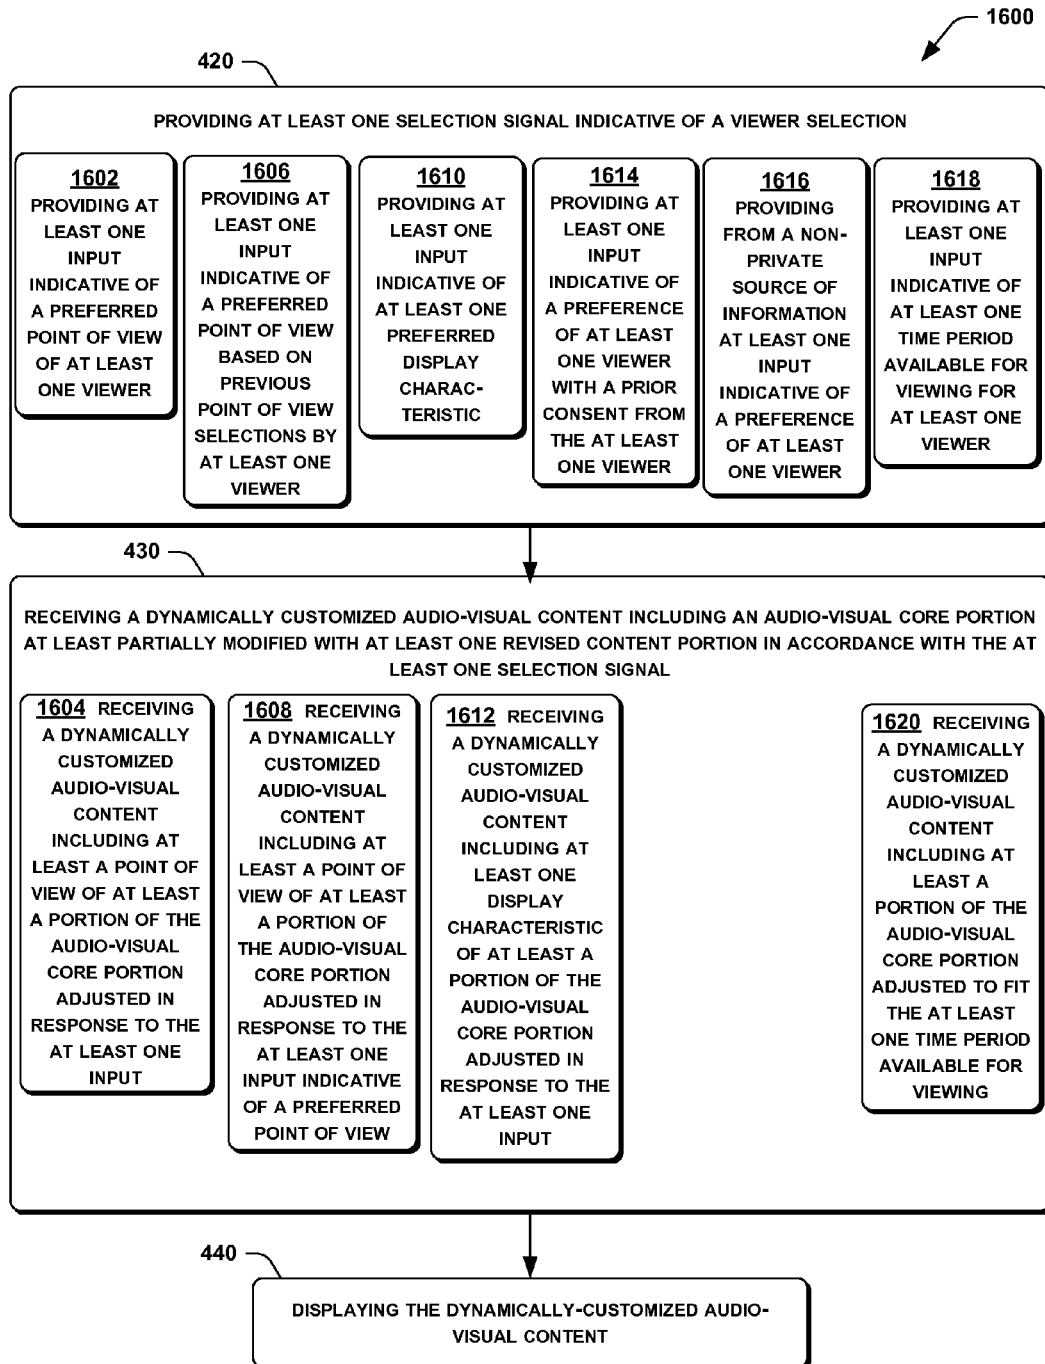 1600
420
PROVIDING AT LEAST ONE SELECTION SIGNAL INDICATIVE OF A VIEWER SELECTION
1602
PROVIDING AT
LEAST ONE
INPUT
INDICATIVE OF
A PREFERRED
POINT OF VIEW
OF AT LEAST
ONE VIEWER
1606
PROVIDING AT
LEAST ONE
INPUT
INDICATIVE OF
A PREFERRED
POINT OF VIEW
BASED ON
PREVIOUS
POINT OF VIEW
SELECTIONS BY
AT LEAST ONE
VIEWER
1610
PROVIDING AT
LEAST ONE
INPUT
INDICATIVE OF
AT LEAST ONE
PREFERRED
DISPLAY
CHARAC-
TERISTIC
1614
PROVIDING AT
LEAST ONE
INPUT
INDICATIVE OF
A PREFERENCE
OF AT LEAST
ONE VIEWER
WITH A PRIOR
CONSENT FROM
THE AT LEAST
ONE VIEWER
1616
PROVIDING
FROM A NON-
PRIVATE
SOURCE OF
INFORMATION
AT LEAST ONE
INPUT
INDICATIVE OF
A PREFERENCE
OF AT LEAST
ONE VIEWER
1618
PROVIDING AT
LEAST ONE
INPUT
INDICATIVE OF
AT LEAST ONE
TIME PERIOD
AVAILABLE FOR
VIEWING FOR
AT LEAST ONE
VIEWER
430
RECEIVING A DYNAMICALLY CUSTOMIZED AUDIO-VISUAL CONTENT INCLUDING AN AUDIO-VISUAL CORE PORTION
AT LEAST PARTIALLY MODIFIED WITH AT LEAST ONE REVISED CONTENT PORTION IN ACCORDANCE WITH THE AT
LEAST ONE SELECTION SIGNAL
1604 RECEIVING
A DYNAMICALLY
CUSTOMIZED
AUDIO-VISUAL
CONTENT
INCLUDING AT
LEAST A POINT OF
VIEW OF AT LEAST
A PORTION OF THE
AUDIO-VISUAL
CORE PORTION
ADJUSTED IN
RESPONSE TO THE
AT LEAST ONE
INPUT
1608 RECEIVING
A DYNAMICALLY
CUSTOMIZED
AUDIO-VISUAL
CONTENT
INCLUDING AT
LEAST A POINT OF
VIEW OF AT LEAST
A PORTION OF
THE AUDIO-VISUAL
CORE PORTION
ADJUSTED IN
RESPONSE TO THE
AT LEAST ONE
INPUT INDICATIVE
OF A PREFERRED
POINT OF VIEW
1612 RECEIVING
A DYNAMICALLY
CUSTOMIZED
AUDIO-VISUAL
CONTENT
INCLUDING AT
LEAST ONE
DISPLAY
CHARACTERISTIC
OF AT LEAST A
PORTION OF THE
AUDIO-VISUAL
CORE PORTION
ADJUSTED IN
RESPONSE TO THE
AT LEAST ONE
INPUT
1620 RECEIVING
A DYNAMICALLY
CUSTOMIZED
AUDIO-VISUAL
CONTENT
INCLUDING AT
LEAST A
PORTION OF THE
AUDIO-VISUAL
CORE PORTION
ADJUSTED TO FIT
THE AT LEAST
ONE TIME PERIOD
AVAILABLE FOR
VIEWING
440
DISPLAYING THE DYNAMICALLY-CUSTOMIZED AUDIO-
VISUAL CONTENT